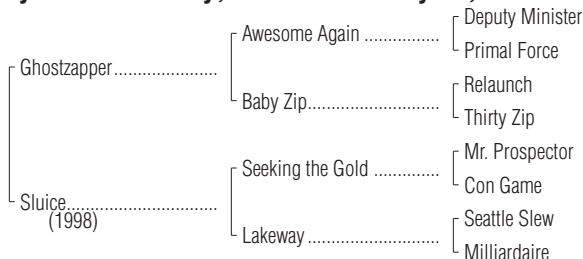 Deputy Minister
Awesome Again ................
Primal Force
Ghostzapper......................
Relaunch
Baby Zip............................
Thirty Zip
Mr. Prospector
Seeking the Gold ..............
Con Game
Sluice................................
(1998)
Seattle Slew
Lakeway ............................
Milliardaire